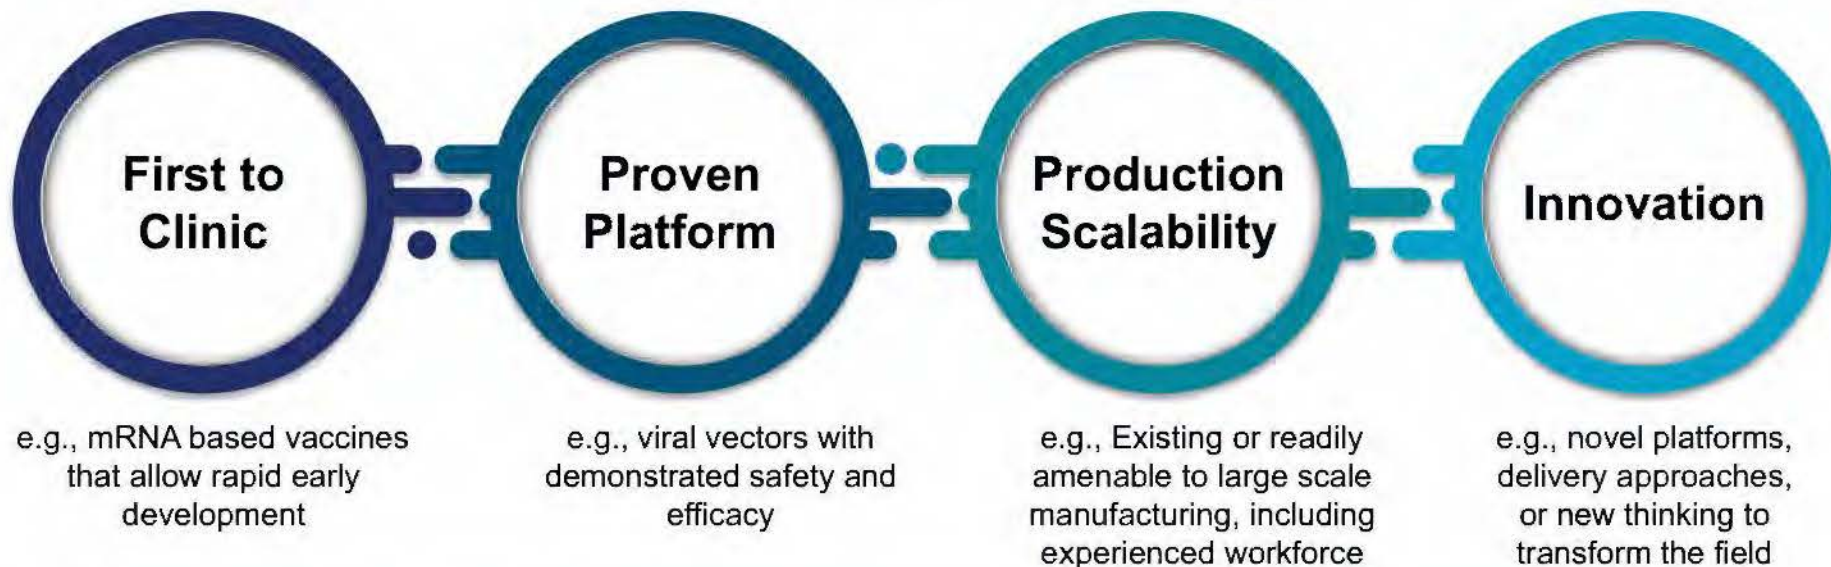 First to
Clinic
Proven
Platform
Production
Scalability
Innovation
e.g., mRNA based vaccines
that allow rapid early
development
e.g., viral vectors with
demonstrated safety and
efficacy
e.g., Existing or readily
amenable to large scale
manufacturing, including
experienced workforce
e.g., novel platforms,
delivery approaches,
or new thinking to
transform the field